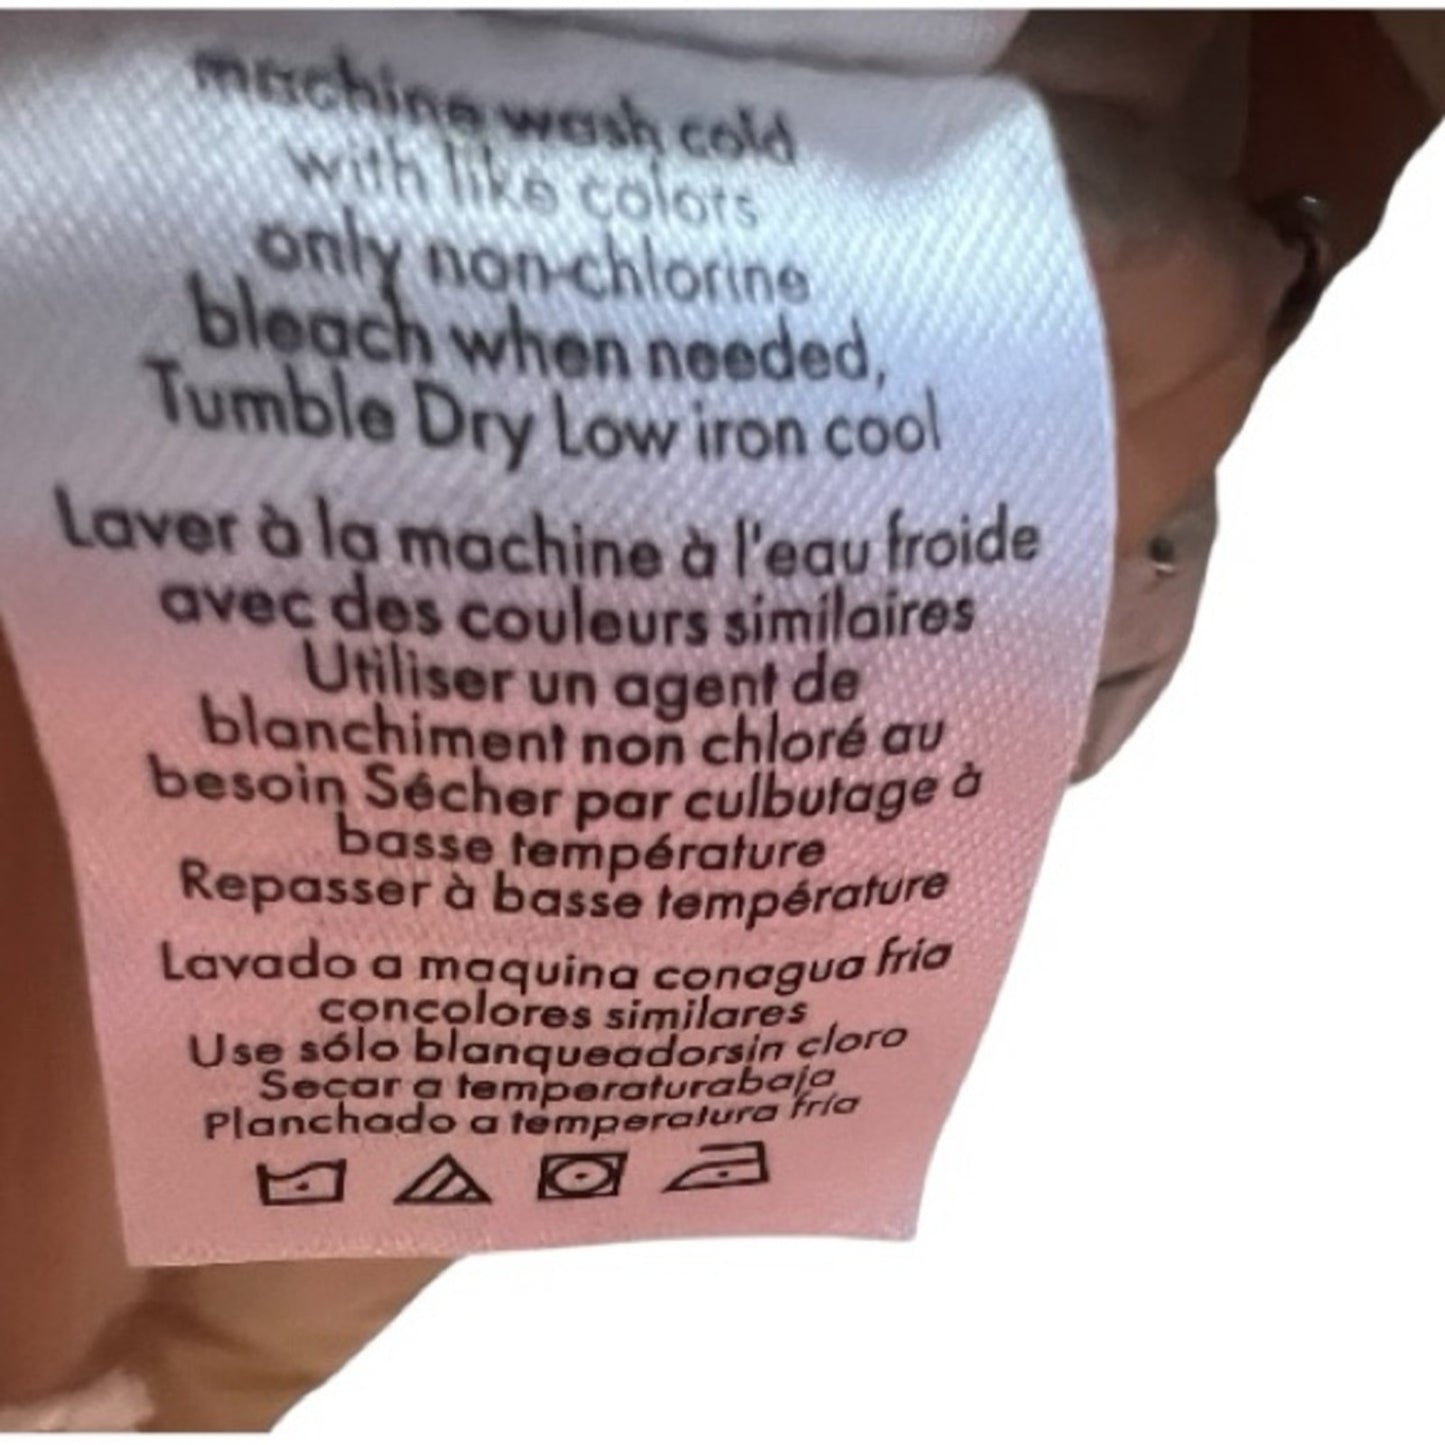 machine wash cold
with like colors
only non-chlorine
bleach when needed,
Tumble Dry Low iron cool
Laver à la machine à l'eau froide
avec des couleurs similaires
Utiliser un agent de
blanchiment non chloré au
besoin Sécher par culbutage à
basse température
Repasser à basse température
Lavado a maquina conagua fría
concolores similares
Use sólo blanqueadorsin cloro
Secar a temperaturabaja
Planchado a temperatura fría